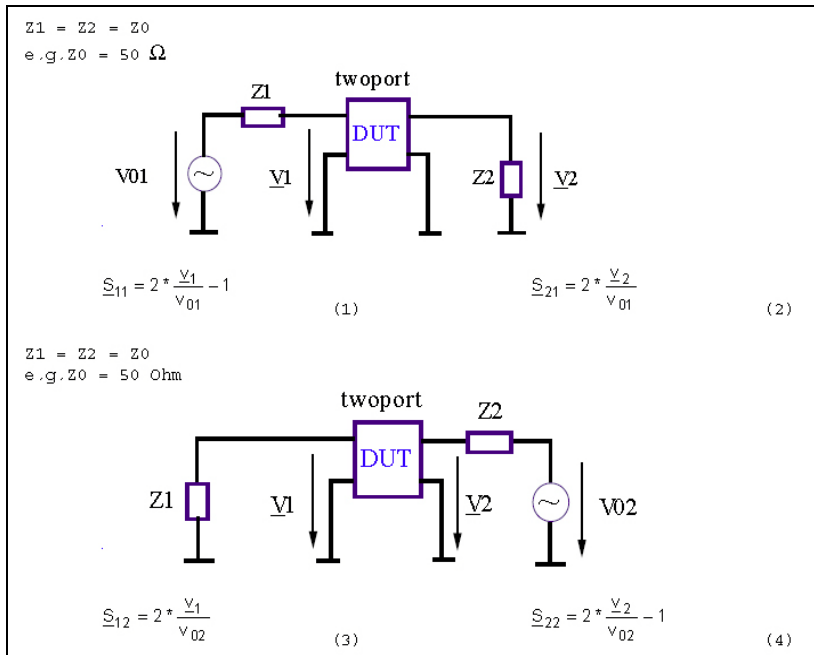 Z1 = Z2 = Z0
e.g.Z0 = 50 Ω
twoport
Z1
DUT
V01
V1
Z2
V2
S11 = 2 * v1/v01 − 1
(1)
S21 = 2 * v2/v01
(2)
Z1 = Z2 = Z0
e.g.Z0 = 50 Ohm
twoport
Z2
DUT
Z1
V1
V2
V02
S12 = 2 * v1/v02
(3)
S22 = 2 * v2/v02 − 1
(4)